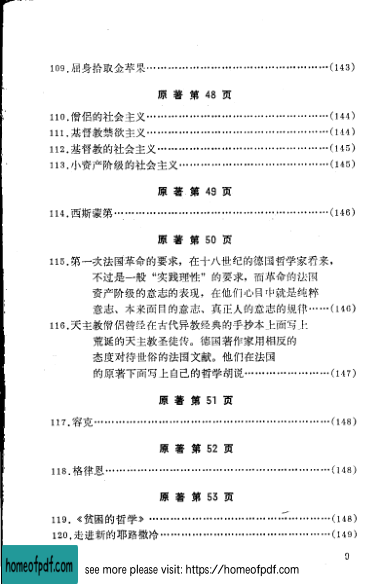 109.屈身拾取金苹果……………………………………………(143)
原著第48页
110.僧侣的社会主义……………………………………………(144)
111.基督教禁欲主义……………………………………………(144)
112.基督教的社会主义…………………………………………(145)
113.小资产阶级的社会主义……………………………………(145)
原著第49页
114.西斯蒙第……………………………………………………(146)
原著第50页
115.第一次法国革命的要求，在十八世纪的德国哲学家看来，
不过是一般“实践理性”的要求，而革命的法国
资产阶级的意志的表现，在他们心目中就是纯粹
意志、本来面目的意志、真正人的意志的规律……(146)
116.天主教僧侣曾经在古代异教经典的手抄本上面写上
荒诞的天主教圣徒传。德国著作家用相反的
态度对待世俗的法国文献。他们在法国
的原著下面写上自己的哲学胡说……………………(147)
原著第51页
117.容克…………………………………………………………(148)
原著第52页
118.格律恩………………………………………………………(148)
原著第53页
119.《贫困的哲学》……………………………………………(148)
120.走进新的耶路撒冷…………………………………………(149)
9
homeofpdf.com
see more please visit: https://homeofpdf.com